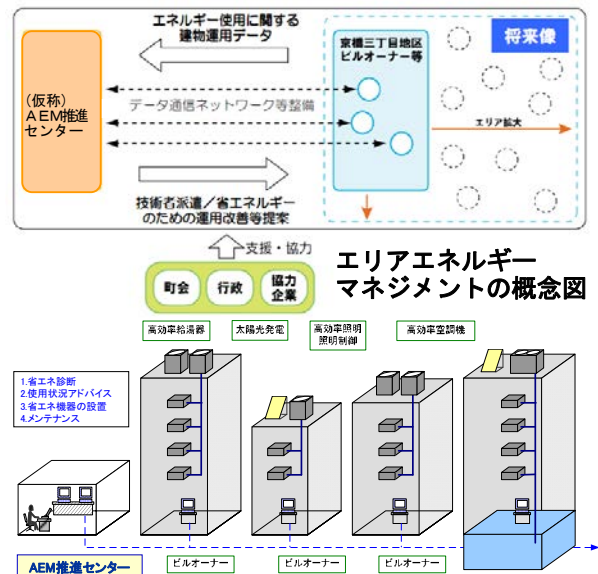 エネルギー使用に関する
建物運用データ
京橋三丁目地区
ビルオーナー等
将来像
(仮称)
AEM推進
センター
データ通信ネットワーク等整備
エリア拡大
技術者派遣/省エネルギー
のための運用改善等提案
支援・協力
町会
行政
協力
企業
エリアエネルギー
マネジメントの概念図
高効率給湯器
太陽光発電
高効率照明
照明制御
高効率空調機
1.省エネ診断
2.使用状況アドバイス
3.省エネ機器の設置
4.メンテナンス
AEM推進センター
ビルオーナー
ビルオーナー
ビルオーナー